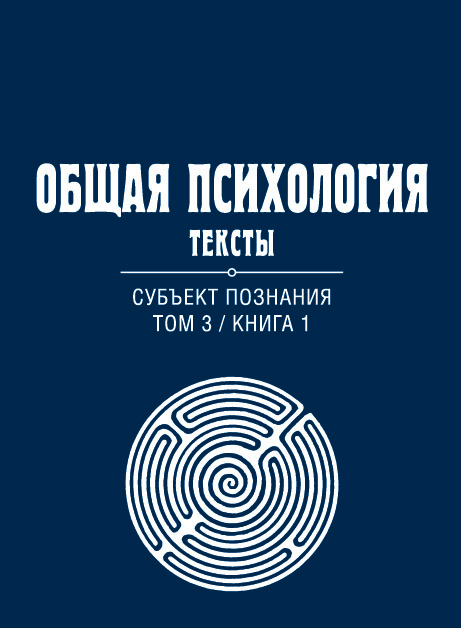 ОБЩАЯ ПСИХОЛОГИЯ
ТЕКСТЫ
СУБЪЕКТ ПОЗНАНИЯ
ТОМ 3 / КНИГА 1